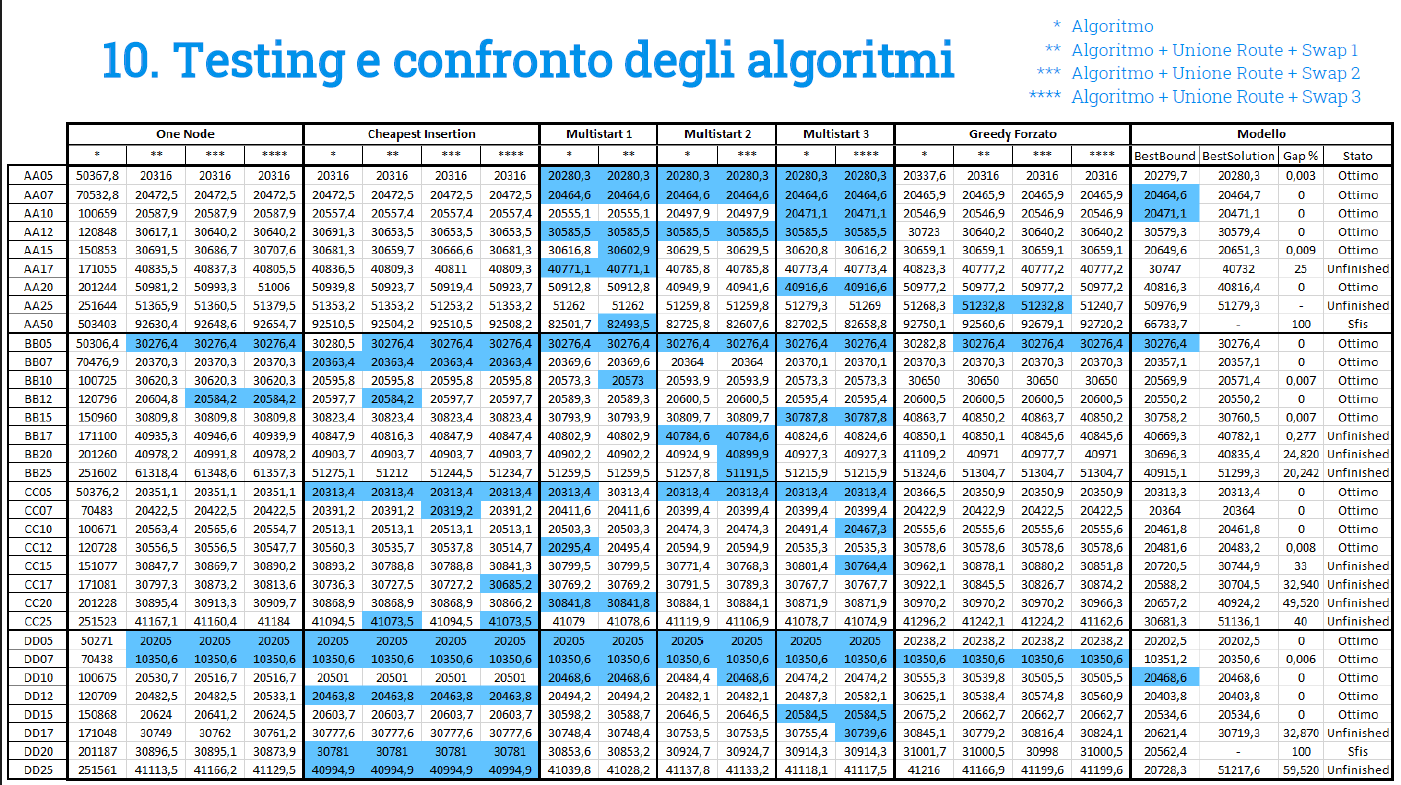 10. Testing e confronto degli algoritmi
* Algoritmo
** Algoritmo + Unione Route + Swap 1
*** Algoritmo + Unione Route + Swap 2
**** Algoritmo + Unione Route + Swap 3
One Node Cheapest Insertion Multistart 1 Multistart 2 Multistart 3 Greedy Forzato Modello
* ** *** **** * ** *** **** * ** * *** * **** * ** *** **** BestBound BestSolution Gap % Stato
AA05 50367,8 20316 20316 20316 20316 20316 20316 20316 20280,3 20280,3 20280,3 20280,3 20280,3 20280,3 20337,6 20316 20316 20316 20279,7 20280,3 0,003 Ottimo
AA07 70532,8 20472,5 20472,5 20472,5 20472,5 20472,5 20472,5 20472,5 20464,6 20464,6 20464,6 20464,6 20464,6 20464,6 20465,9 20465,9 20465,9 20465,9 20464,6 20464,7 0 Ottimo
AA10 100659 20587,9 20587,9 20587,9 20557,4 20557,4 20557,4 20557,4 20555,1 20555,1 20497,9 20497,9 20471,1 20471,1 20546,9 20546,9 20546,9 20546,9 20471,1 20471,1 0 Ottimo
AA12 120848 30617,1 30640,2 30640,2 30691,3 30653,5 30653,5 30653,5 30585,5 30585,5 30585,5 30585,5 30585,5 30585,5 30723 30640,2 30640,2 30640,2 30579,3 30579,4 0 Ottimo
AA15 150853 30691,5 30686,7 30707,6 30681,3 30659,7 30666,6 30681,3 30616,8 30602,9 30629,5 30629,5 30620,8 30616,2 30659,1 30659,1 30659,1 30659,1 20649,6 20651,3 0,009 Ottimo
AA17 171055 40835,5 40837,3 40805,5 40836,5 40809,3 40811 40809,3 40771,1 40771,1 40785,8 40785,8 40773,4 40773,4 40823,3 40777,2 40777,2 40777,2 30747 40732 25 Unfinished
AA20 201244 50981,2 50993,3 51006 50939,8 50923,7 50919,4 50923,7 50912,8 50912,8 40949,9 40941,6 40916,6 40916,6 50977,2 50977,2 50977,2 50977,2 40816,3 40816,4 0 Ottimo
AA25 251644 51365,9 51360,5 51379,5 51353,2 51353,2 51253,2 51353,2 51262 51262 51259,8 51259,8 51279,3 51269 51268,3 51232,8 51232,8 51240,7 50976,9 51279,3 - Unfinished
AA50 503403 92630,4 92648,6 92654,7 92510,5 92504,2 92510,5 92508,2 82501,7 82493,5 82725,8 82607,6 82702,5 82658,8 92750,1 92560,6 92679,1 92720,2 66733,7 - 100 Sfis
BB05 50306,4 30276,4 30276,4 30276,4 30280,5 30276,4 30276,4 30276,4 30276,4 30276,4 30276,4 30276,4 30276,4 30276,4 30282,8 30276,4 30276,4 30276,4 30276,4 30276,4 0 Ottimo
BB07 70476,9 20370,3 20370,3 20370,3 20363,4 20363,4 20363,4 20363,4 20369,6 20369,6 20364 20364 20370,1 20370,1 20370,3 20370,3 20370,3 20370,3 20357,1 20357,1 0 Ottimo
BB10 100725 30620,3 30620,3 30620,3 20595,8 20595,8 20595,8 20595,8 20573,3 20573 20593,9 20593,9 20573,3 20573,3 30650 30650 30650 30650 20569,9 20571,4 0,007 Ottimo
BB12 120796 20604,8 20584,2 20584,2 20597,7 20584,2 20597,7 20597,7 20589,3 20589,3 20600,5 20600,5 20595,4 20595,4 20600,5 20600,5 20600,5 20600,5 20550,2 20550,2 0 Ottimo
BB15 150960 30809,8 30809,8 30809,8 30823,4 30823,4 30823,4 30823,4 30793,9 30793,9 30809,7 30809,7 30787,8 30787,8 40863,7 40850,2 40863,7 40850,2 30758,2 30760,5 0,007 Ottimo
BB17 171100 40935,3 40946,6 40939,9 40847,9 40816,3 40847,9 40847,4 40802,9 40802,9 40784,6 40784,6 40824,6 40824,6 40850,1 40850,1 40845,6 40845,6 40669,3 40782,1 0,277 Unfinished
BB20 201260 40978,2 40991,8 40978,2 40903,7 40903,7 40903,7 40903,7 40902,2 40902,2 40924,9 40899,9 40927,3 40927,3 41109,2 40971 40977,7 40971 30696,3 40835,4 24,820 Unfinished
BB25 251602 61318,4 61348,6 61357,3 51275,1 51212 51244,5 51234,7 51259,5 51259,5 51257,8 51191,5 51215,9 51215,9 51324,6 51304,7 51304,7 51304,7 40915,1 51299,3 20,242 Unfinished
CC05 50376,2 20351,1 20351,1 20351,1 20313,4 20313,4 20313,4 20313,4 20313,4 20313,4 20313,4 20313,4 20313,4 20313,4 20366,5 20350,9 20350,9 20350,9 20313,3 20313,4 0 Ottimo
CC07 70483 20422,5 20422,5 20422,5 20391,2 20391,2 20319,2 20391,2 20411,6 20411,6 20399,4 20399,4 20399,4 20399,4 20422,9 20422,9 20422,5 20422,5 20364 20364 0 Ottimo
CC10 100671 20563,4 20565,6 20554,7 20513,1 20513,1 20513,1 20513,1 20503,3 20503,3 20474,3 20474,3 20491,4 20467,3 20555,6 20555,6 20555,6 20555,6 20461,8 20461,8 0 Ottimo
CC12 120728 30556,5 30556,5 30547,7 30560,3 30535,7 30537,8 30514,7 20295,4 20495,4 20594,9 20594,9 20535,3 20535,3 30578,6 30578,6 30578,6 30578,6 20481,6 20483,2 0,008 Ottimo
CC15 151077 30847,7 30869,7 30890,2 30893,2 30788,8 30788,8 30841,3 30799,5 30799,5 30771,4 30768,3 30801,4 30764,4 30962,1 30878,1 30880,2 30851,8 20720,5 30744,9 33 Unfinished
CC17 171081 30797,3 30873,2 30813,6 30736,3 30727,5 30727,2 30685,2 30769,2 30769,2 30791,5 30789,3 30767,7 30767,7 30922,1 30845,5 30826,7 30874,2 20588,2 30704,5 32,940 Unfinished
CC20 201228 30895,4 30913,3 30909,7 30868,9 30868,9 30868,9 30866,2 30841,8 30841,8 30884,1 30884,1 30871,9 30871,9 30970,2 30970,2 30970,2 30966,3 20657,2 40924,2 49,520 Unfinished
CC25 251523 41167,1 41160,4 41184 41094,5 41073,5 41094,5 41073,5 41079 41078,6 41119,9 41106,9 41078,7 41074,9 41296,2 41242,1 41224,2 41162,6 30681,3 51136,1 40 Unfinished
DD05 50271 20205 20205 20205 20205 20205 20205 20205 20205 20205 20205 20205 20205 20205 20238,2 20238,2 20238,2 20238,2 20202,5 20202,5 0 Ottimo
DD07 70438 10350,6 10350,6 10350,6 10350,6 10350,6 10350,6 10350,6 10350,6 10350,6 10350,6 10350,6 10350,6 10350,6 10350,6 10350,6 10350,6 10350,6 10351,2 20350,6 0,006 Ottimo
DD10 100675 20530,7 20516,7 20516,7 20501 20501 20501 20501 20468,6 20468,6 20484,4 20468,6 20474,2 20474,2 30555,3 30539,8 30505,5 30505,5 20468,6 20468,6 0 Ottimo
DD12 120709 20482,5 20482,5 20533,1 20463,8 20463,8 20463,8 20463,8 20494,2 20494,2 20482,1 20482,1 20487,3 20582,1 30625,1 30538,4 30574,8 30560,9 20403,8 20403,8 0 Ottimo
DD15 150868 20624 20641,2 20624,5 20603,7 20603,7 20603,7 20603,7 30598,2 30588,7 20646,5 20646,5 20584,5 20584,5 20675,2 20662,7 20662,7 20662,7 20534,6 20534,6 0 Ottimo
DD17 171048 30749 30762 30761,2 30777,6 30777,6 30777,6 30777,6 30748,4 30748,4 30753,5 30753,5 30755,4 30739,6 30845,1 30779,2 30816,4 30824,1 20621,4 30719,3 32,870 Unfinished
DD20 201187 30896,5 30895,1 30873,9 30781 30781 30781 30781 30853,6 30853,2 30924,7 30924,7 30914,3 30914,3 31001,7 31000,5 30998 31000,5 20562,4 - 100 Sfis
DD25 251561 41113,5 41166,2 41129,5 40994,9 40994,9 40994,9 40994,9 41039,8 41028,2 41137,8 41133,2 41118,1 41117,5 41216 41166,9 41199,6 41199,6 20728,3 51217,6 59,520 Unfinished